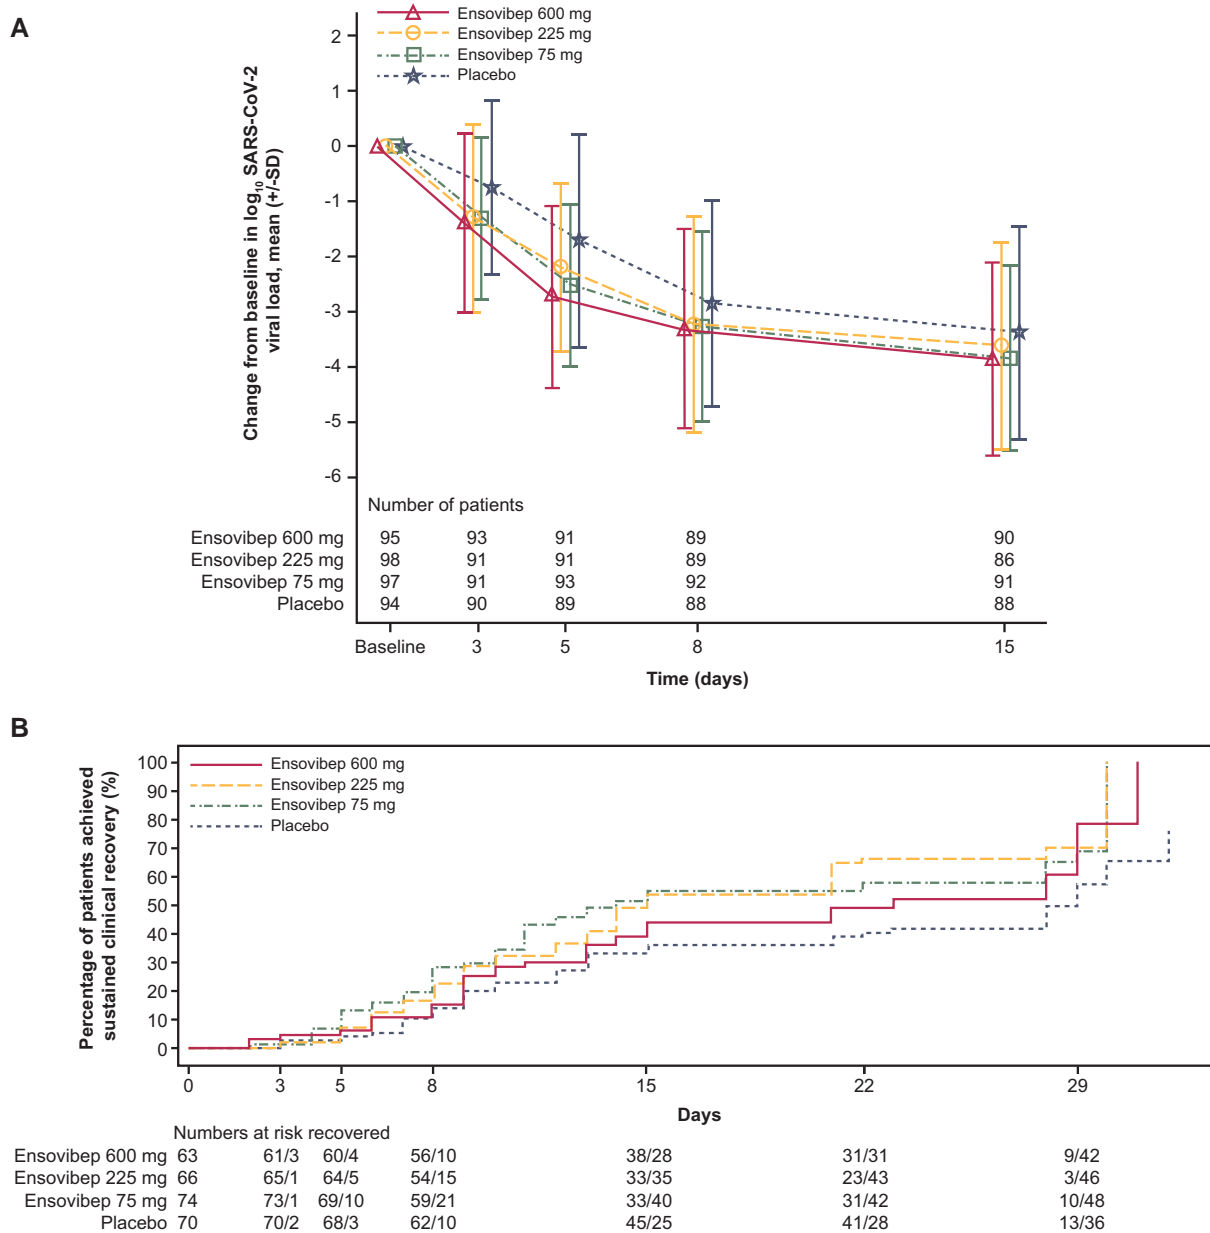 A
Ensovibep 600 mg
Ensovibep 225 mg
Ensovibep 75 mg
Placebo
Change from baseline in log₁₀ SARS-CoV-2
viral load, mean (+/-SD)
2
1
0
-1
-2
-3
-4
-5
-6
Number of patients
Ensovibep 600 mg 95 93 91 89 90
Ensovibep 225 mg 98 91 91 89 86
Ensovibep 75 mg 97 91 93 92 91
Placebo 94 90 89 88 88
Baseline 3 5 8 15
Time (days)
B
Ensovibep 600 mg
Ensovibep 225 mg
Ensovibep 75 mg
Placebo
Percentage of patients achieved
sustained clinical recovery (%)
100
90
80
70
60
50
40
30
20
10
0
0 3 5 8 15 22 29
Days
Numbers at risk recovered
Ensovibep 600 mg 63 61/3 60/4 56/10 38/28 31/31 9/42
Ensovibep 225 mg 66 65/1 64/5 54/15 33/35 23/43 3/46
Ensovibep 75 mg 74 73/1 69/10 59/21 33/40 31/42 10/48
Placebo 70 70/2 68/3 62/10 45/25 41/28 13/36